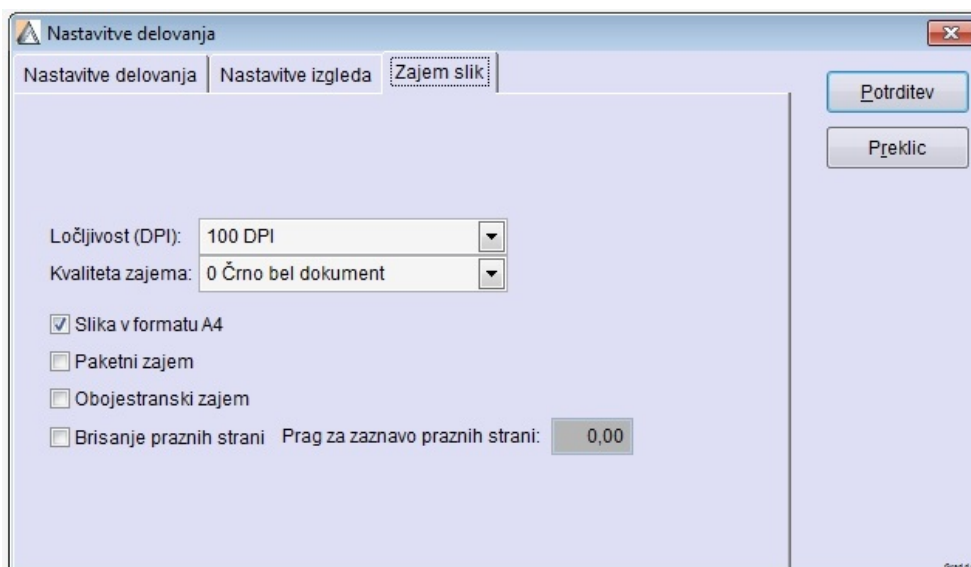 Nastavitve delovanja
Nastavitve delovanja Nastavitve izgleda Zajem slik
Potrditev
Preklic
Ločljivost (DPI): 100 DPI
Kvaliteta zajema: 0 Črno bel dokument
Slika v formatu A4
Paketni zajem
Obojestranski zajem
Brisanje praznih strani Prag za zaznavo praznih strani: 0,00